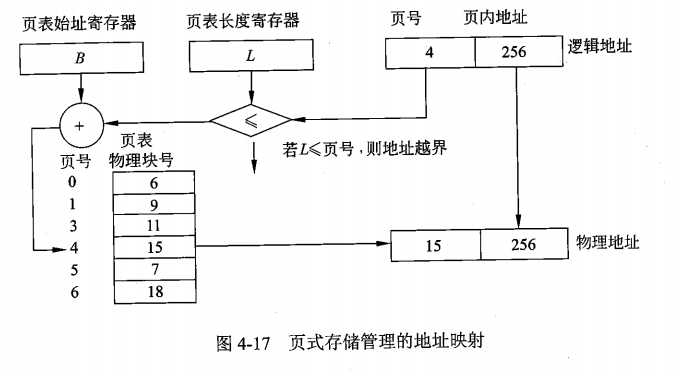 页表始址寄存器 页表长度寄存器 页号 页内地址
B L 4 256 逻辑地址
+ ≤
若L≤页号,则地址越界
页表
页号 物理块号
0 6
1 9
3 11
4 15 15 256 物理地址
5 7
6 18
图 4-17 页式存储管理的地址映射